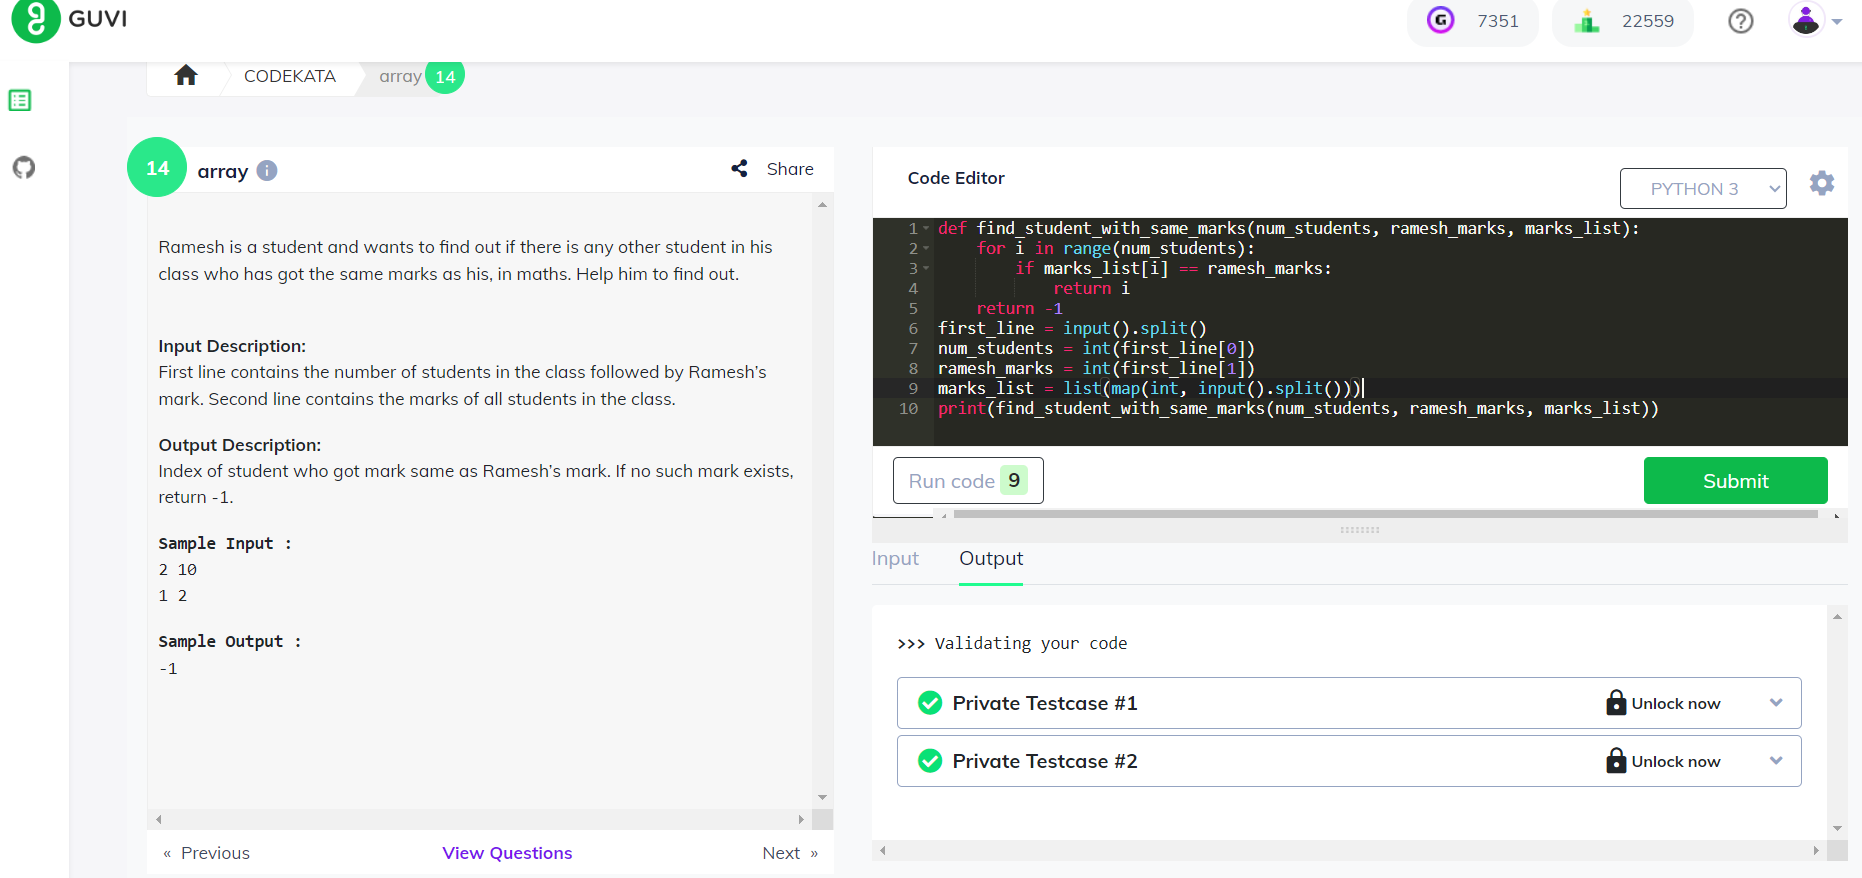 GUVI
G 7351
22559
CODEKATA
array 14
14 array
Share
Ramesh is a student and wants to find out if there is any other student in his
class who has got the same marks as his, in maths. Help him to find out.
Input Description:
First line contains the number of students in the class followed by Ramesh’s
mark. Second line contains the marks of all students in the class.
Output Description:
Index of student who got mark same as Ramesh’s mark. If no such mark exists,
return -1.
Sample Input :
2 10
1 2
Sample Output :
-1
« Previous
View Questions
Next »
Code Editor
PYTHON 3
1 def find_student_with_same_marks(num_students, ramesh_marks, marks_list):
2     for i in range(num_students):
3         if marks_list[i] == ramesh_marks:
4             return i
5     return -1
6 first_line = input().split()
7 num_students = int(first_line[0])
8 ramesh_marks = int(first_line[1])
9 marks_list = list(map(int, input().split()))
10 print(find_student_with_same_marks(num_students, ramesh_marks, marks_list))
Run code 9
Submit
Input
Output
>>> Validating your code
Private Testcase #1
Unlock now
Private Testcase #2
Unlock now